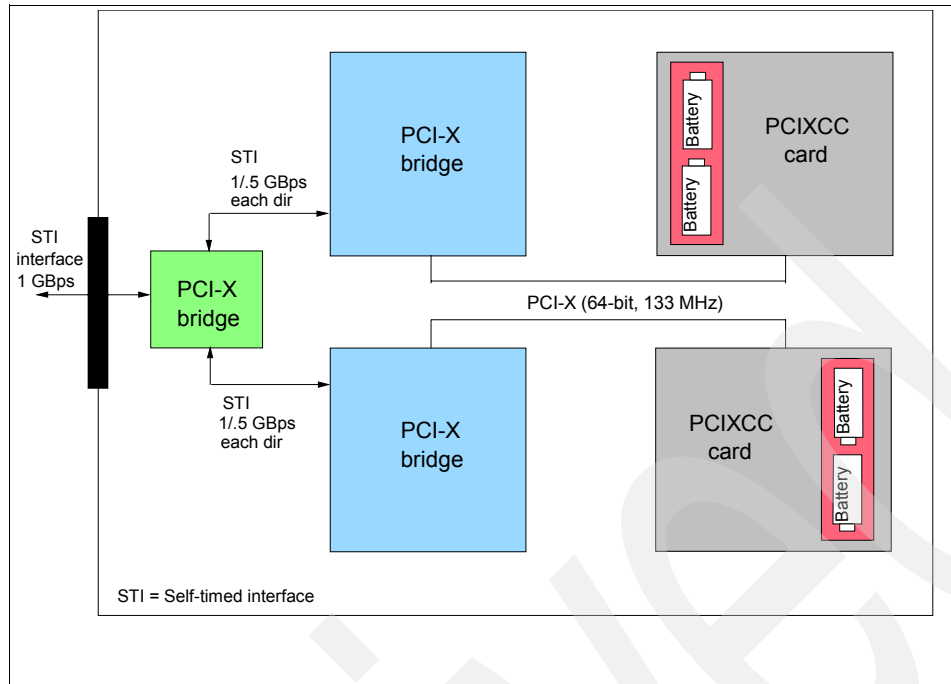 PCI-X
bridge
Battery
Battery
PCIXCC
card
STI
1/.5 GBps
each dir
STI
interface
1 GBps
PCI-X
bridge
PCI-X (64-bit, 133 MHz)
STI
1/.5 GBps
each dir
PCI-X
bridge
PCIXCC
card
Battery
Battery
STI = Self-timed interface